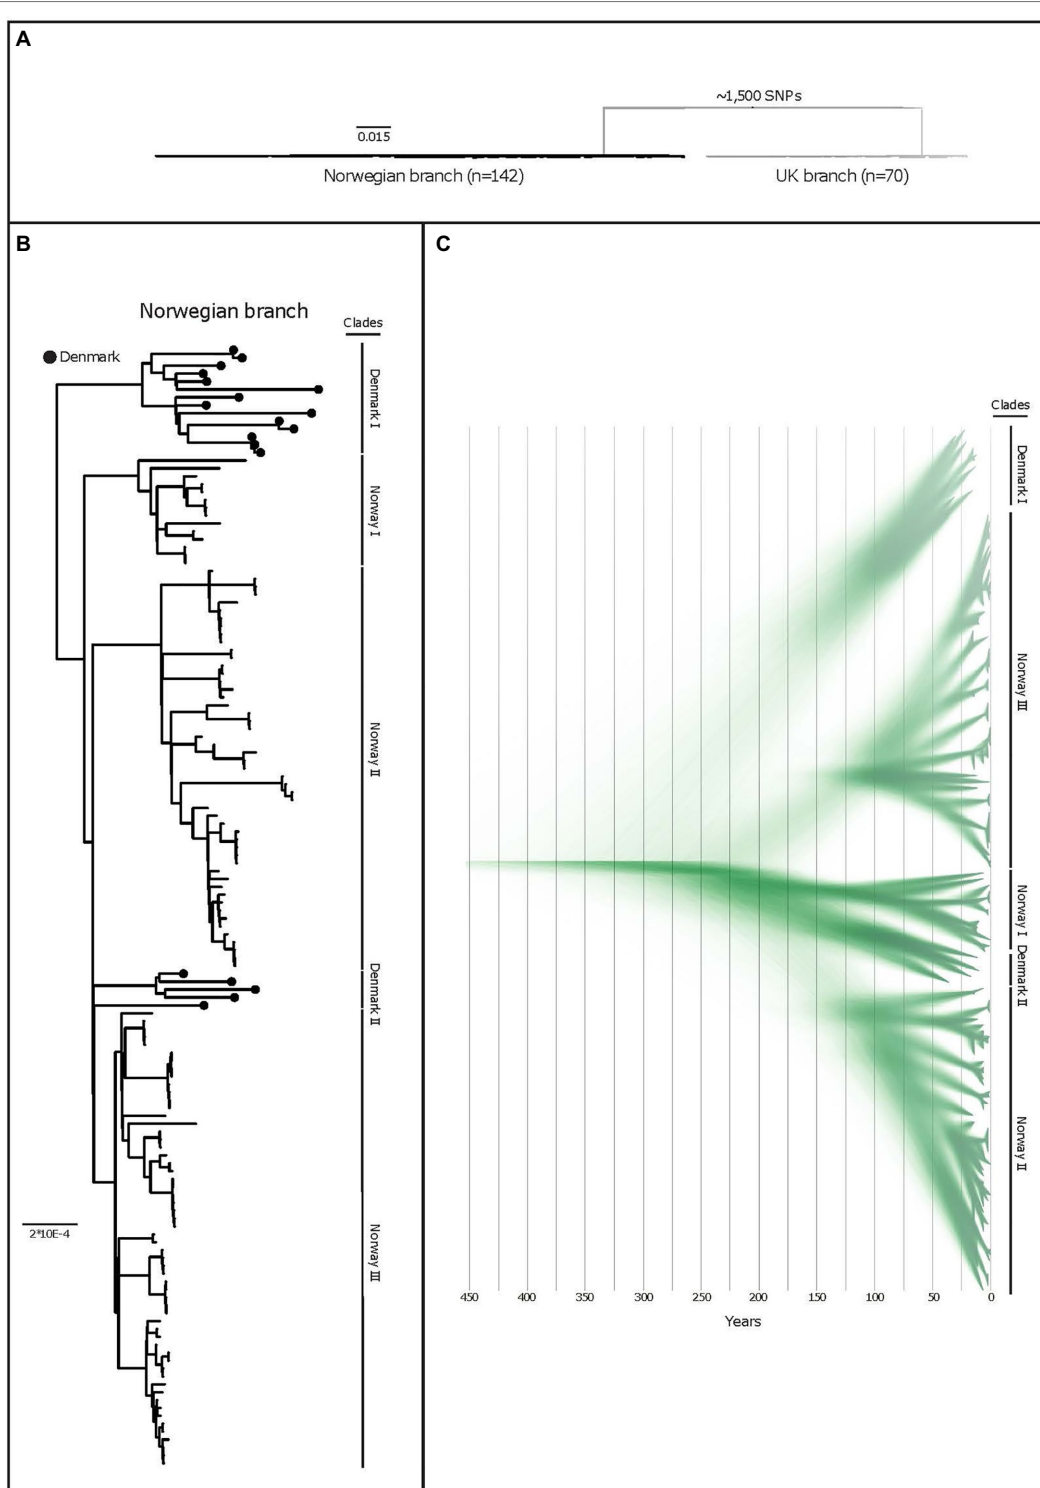 A
~1,500 SNPs
0.015
Norwegian branch (n=142)
UK branch (n=70)
B
Norwegian branch
Clades
Denmark
Denmark I
Norway I
Norway II
Denmark II
Norway III
2*10E-4
C
Clades
Denmark I
Norway III
Norway I
Denmark II
Norway II
450 400 350 300 250 200 150 100 50 0
Years